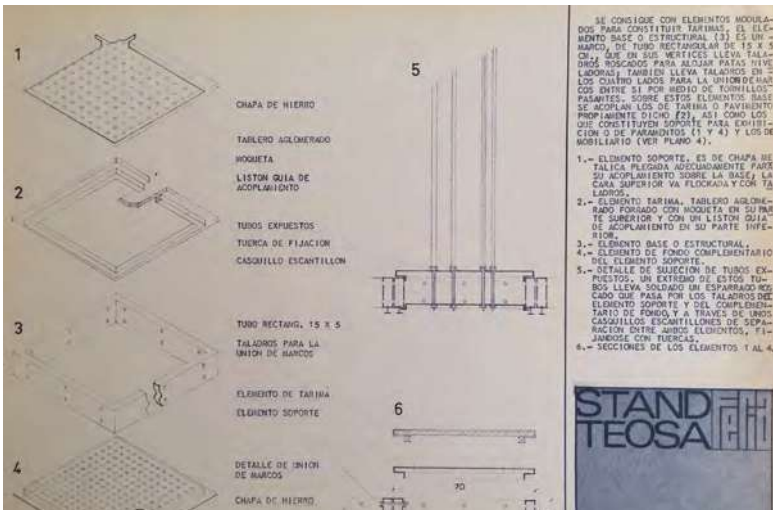 1
CHAPA DE HIERRO
TABLERO AGLOMERADO
MOQUETA
LISTON GUIA DE
ACOPLAMIENTO
2
TUBOS EXPUESTOS
TUERCA DE FIJACION
CASQUILLO ESCANTILLON
3
TUBO RECTANG. 15 X 5
TALADROS PARA LA
UNION DE MARCOS
ELEMENTO DE TARIMA
ELEMENTO SOPORTE
4
DETALLE DE UNION
DE MARCOS
CHAPA DE HIERRO
5
6
70
SE CONSIGUE CON ELEMENTOS MODULA-
DOS PARA CONSTITUIR TARIMAS. EL ELE-
MENTO BASE O ESTRUCTURAL (3) ES UN
MARCO, DE TUBO RECTANGULAR DE 15 X 5
CM., QUE EN SUS VERTICES LLEVA TALA-
DROS ROSCADOS PARA ALOJAR PATAS NIVE
LADORAS; TAMBIEN LLEVA TALADROS EN
LOS CUATRO LADOS PARA LA UNION DE MAR
COS ENTRE SI POR MEDIO DE TORNILLOS
PASANTES. SOBRE ESTOS ELEMENTOS BASE
SE ACOPLAN LOS DE TARIMA O PAVIMENTO
PROPIAMENTE DICHO (2), ASI COMO LOS
QUE CONSTITUYEN SOPORTE PARA EXHIBI-
CION O DE PARAMENTOS (1 Y 4) Y LOS DE
MOBILIARIO (VER PLANO 4).
1.- ELEMENTO SOPORTE. ES DE CHAPA ME
TALICA PLEGADA ADECUADAMENTE PARA
SU ACOPLAMIENTO SOBRE LA BASE; LA
CARA SUPERIOR VA FLOCKADA Y CON TA
LADROS.
2.- ELEMENTO TARIMA. TABLERO AGLOME-
RADO FORRADO CON MOQUETA EN SU PAR
TE SUPERIOR Y CON UN LISTON GUIA
DE ACOPLAMIENTO EN SU PARTE INFE-
RIOR.
3.- ELEMENTO BASE O ESTRUCTURAL.
4.- ELEMENTO DE FONDO COMPLEMENTARIO
DEL ELEMENTO SOPORTE.
5.- DETALLE DE SUJECION DE TUBOS EX-
PUESTOS. UN EXTREMO DE ESTOS TU-
BOS LLEVA SOLDADO UN ESPARRAGO ROS
CADO QUE PASA POR LOS TALADROS DEL
ELEMENTO SOPORTE Y DEL COMPLEMEN-
TARIO DE FONDO, Y A TRAVES DE UNOS
CASQUILLOS ESCANTILLONES DE SEPA-
RACION ENTRE AMBOS ELEMENTOS, FI-
JANDOSE CON TUERCAS.
6.- SECCIONES DE LOS ELEMENTOS 1 AL 4.
STAND
TEOSA
Feria